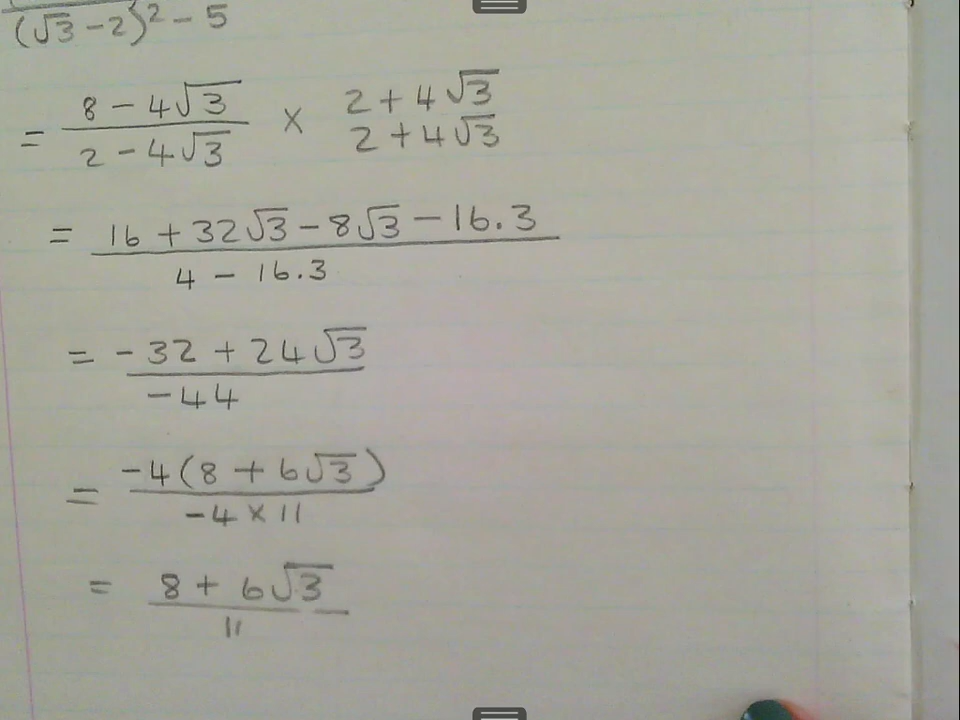 (√3 − 2)² − 5
= 8 − 4√3 / 2 − 4√3 × 2 + 4√3 / 2 + 4√3
= 16 + 32√3 − 8√3 − 16.3 / 4 − 16.3
= −32 + 24√3 / −44
= −4(8 + 6√3) / −4 × 11
= 8 + 6√3 / 11